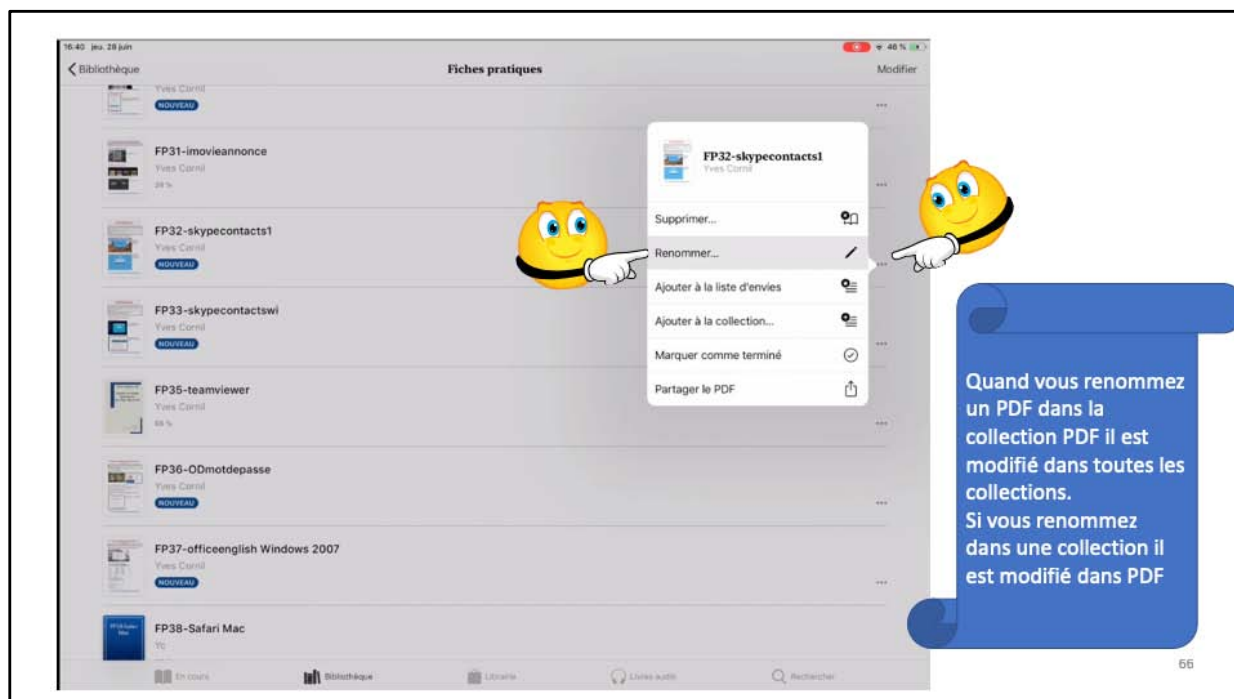 16:40 jeu. 28 juin
46 %
Bibliothèque
Fiches pratiques
Modifier
Yves Cornil
NOUVEAU
FP31-imovieannonce
Yves Cornil
FP32-skypecontacts1
Yves Cornil
NOUVEAU
FP33-skypecontactswi
Yves Cornil
NOUVEAU
FP35-teamviewer
Yves Cornil
FP36-ODmotdepasse
Yves Cornil
NOUVEAU
FP37-officeenglish Windows 2007
Yves Cornil
NOUVEAU
FP38-Safari Mac
Yc
FP32-skypecontacts1
Yves Cornil
Supprimer...
Renommer...
Ajouter à la liste d'envies
Ajouter à la collection...
Marquer comme terminé
Partager le PDF
En cours
Bibliothèque
Librairie
Livres audio
Rechercher
Quand vous renommez
un PDF dans la
collection PDF il est
modifié dans toutes les
collections.
Si vous renommez
dans une collection il
est modifié dans PDF
66